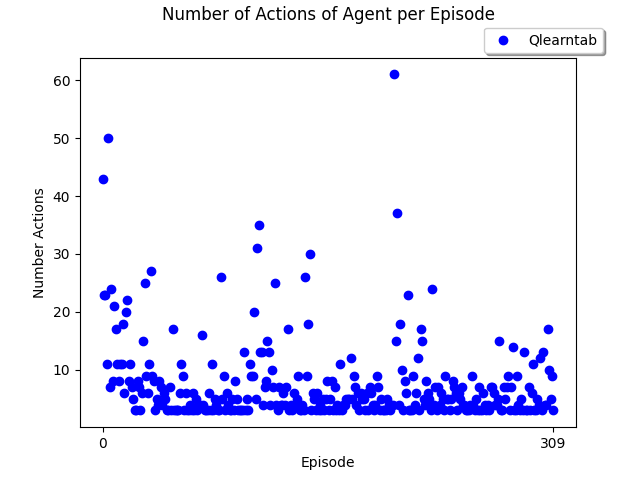 Number of Actions of Agent per Episode
Qlearntab
60
50
40
30
20
10
Number Actions
0
309
Episode